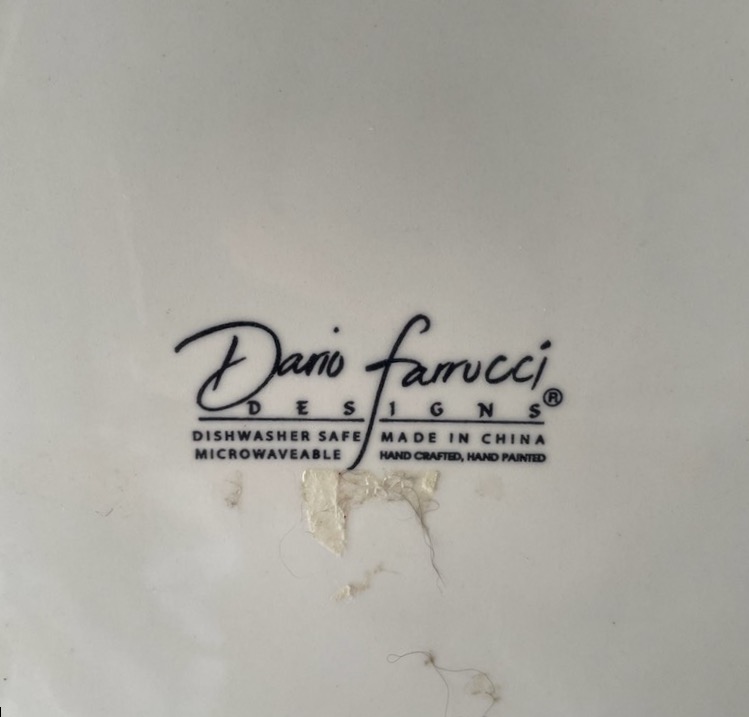 Dario farrucci
DESIGNS®
DISHWASHER SAFE MADE IN CHINA
MICROWAVEABLE HAND CRAFTED, HAND PAINTED